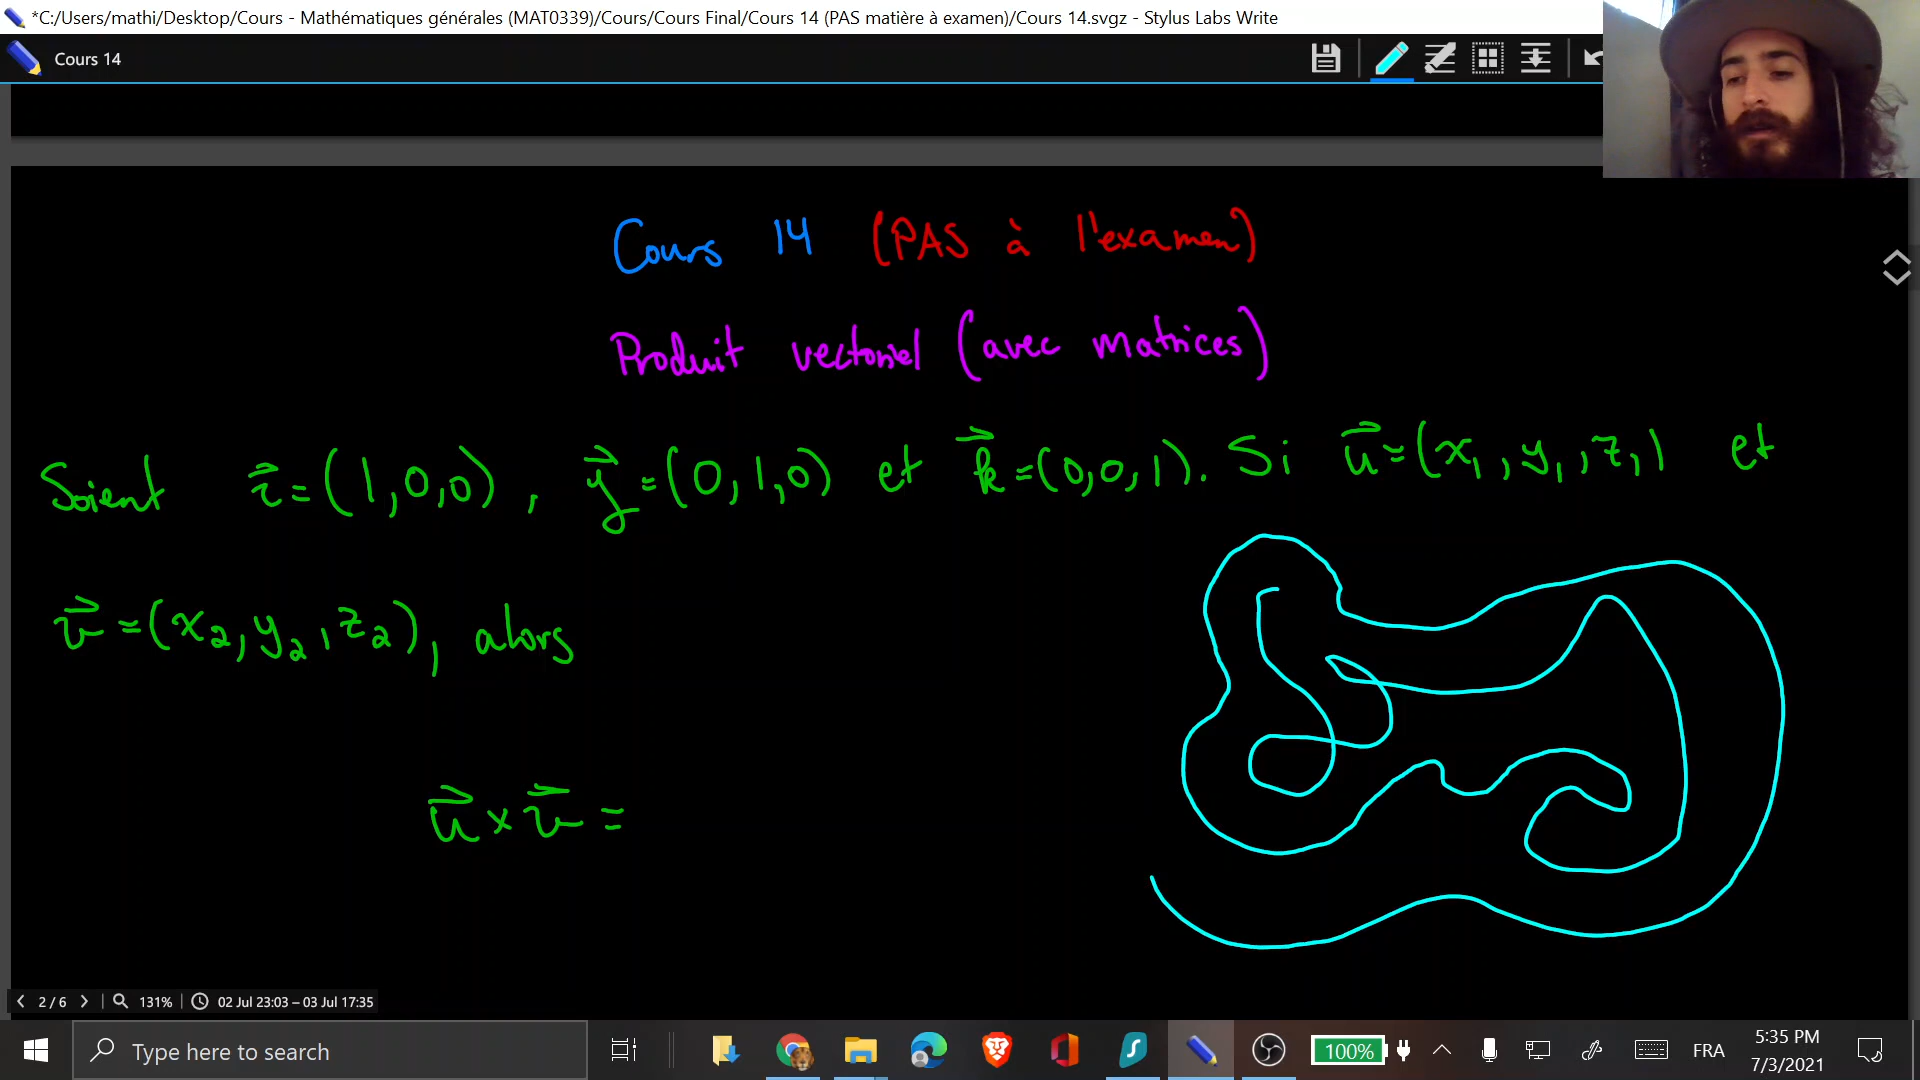 *C:/Users/mathi/Desktop/Cours - Mathématiques générales (MAT0339)/Cours/Cours Final/Cours 14 (PAS matière à examen)/Cours 14.svgz - Stylus Labs Write
Cours 14
Cours 14 (PAS à l'examen)
Produit vectoriel (avec matrices)
Soient i⃗=(1,0,0), j⃗=(0,1,0) et k⃗=(0,0,1). Si u⃗=(x₁,y₁,z₁) et
v⃗=(x₂,y₂,z₂), alors
u⃗×v⃗=
2 / 6 131% 02 Jul 23:03 – 03 Jul 17:35
Type here to search
100%
FRA
5:35 PM
7/3/2021